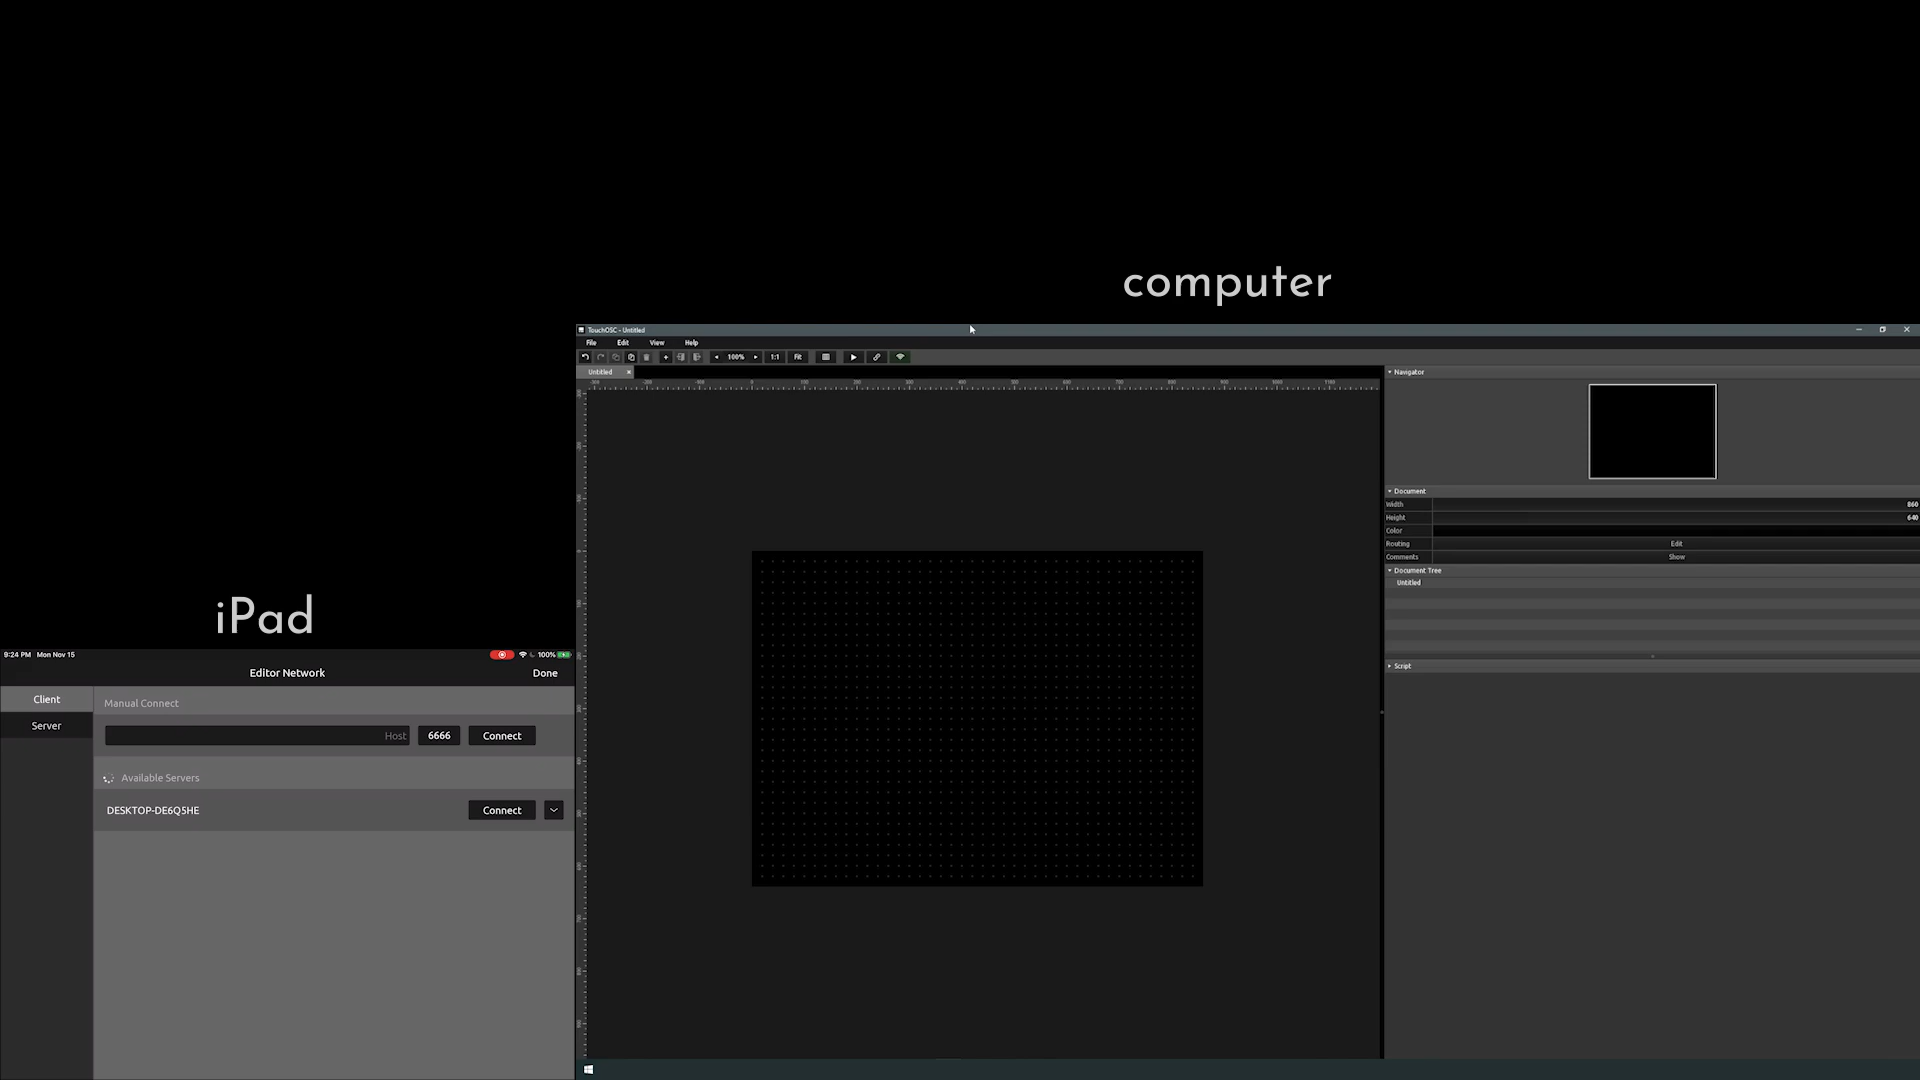 computer
TouchOSC - Untitled
File Edit View Help
100% 1:1 Fit
Untitled
Navigator
Document
Width 860
Height 640
Color
Routing Edit
Comments Show
Document Tree
Untitled
Script
iPad
9:24 PM Mon Nov 15 100%
Editor Network Done
Client
Server
Manual Connect
Host 6666 Connect
Available Servers
DESKTOP-DE6Q5HE Connect